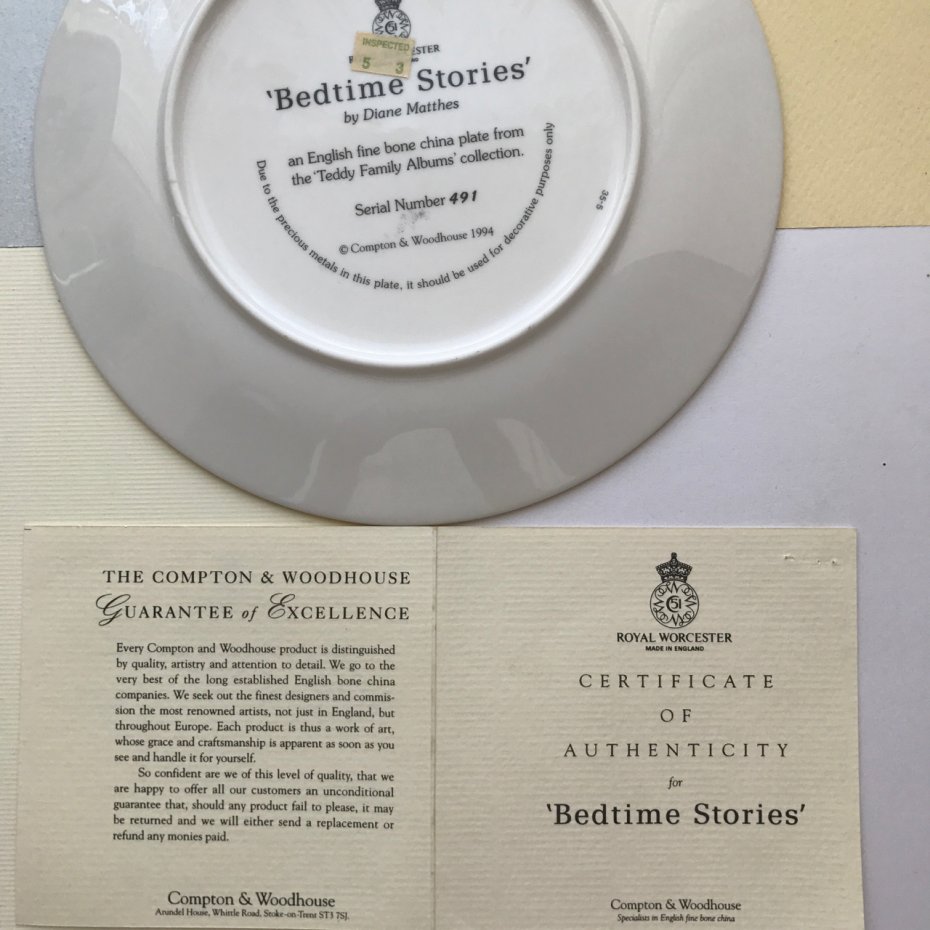 INSPECTED
5 3
'Bedtime Stories'
by Diane Matthes
an English fine bone china plate from
the 'Teddy Family Albums' collection.
Serial Number 491
© Compton & Woodhouse 1994
Due to the precious metals in this plate, it should be used for decorative purposes only
35-5
THE COMPTON & WOODHOUSE
GUARANTEE of EXCELLENCE
Every Compton and Woodhouse product is distinguished
by quality, artistry and attention to detail. We go to the
very best of the long established English bone china
companies. We seek out the finest designers and commis-
sion the most renowned artists, not just in England, but
throughout Europe. Each product is thus a work of art,
whose grace and craftsmanship is apparent as soon as you
see and handle it for yourself.
So confident are we of this level of quality, that we
are happy to offer all our customers an unconditional
guarantee that, should any product fail to please, it may
be returned and we will either send a replacement or
refund any monies paid.
Compton & Woodhouse
Arundel House, Whittle Road, Stoke-on-Trent ST3 7SJ.
51
ROYAL WORCESTER
MADE IN ENGLAND
CERTIFICATE
OF
AUTHENTICITY
for
'Bedtime Stories'
Compton & Woodhouse
Specialists in English fine bone china